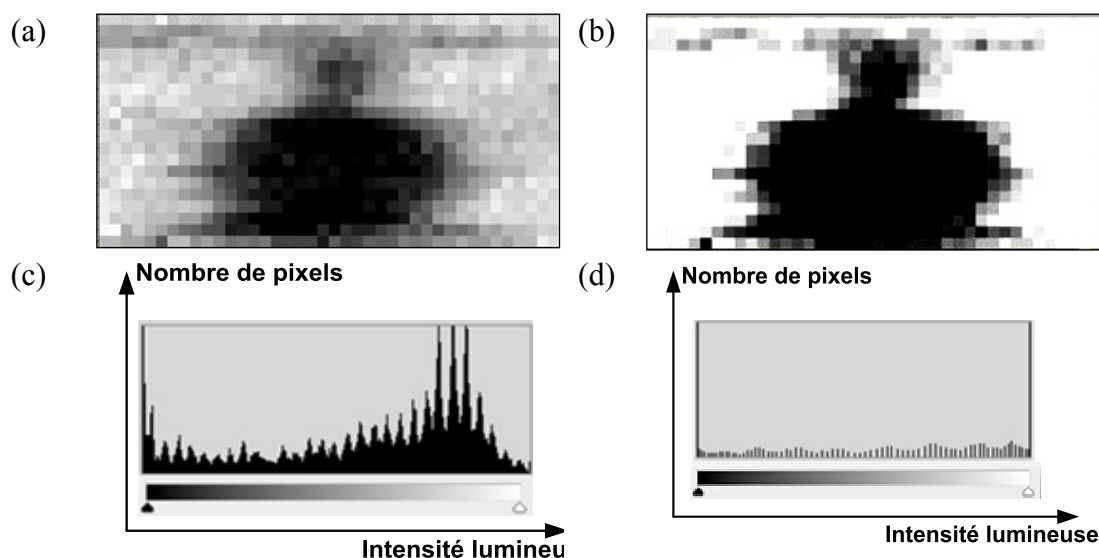 (a)
(b)
(c)
Nombre de pixels
(d)
Nombre de pixels
Intensité lumineu
Intensité lumineuse